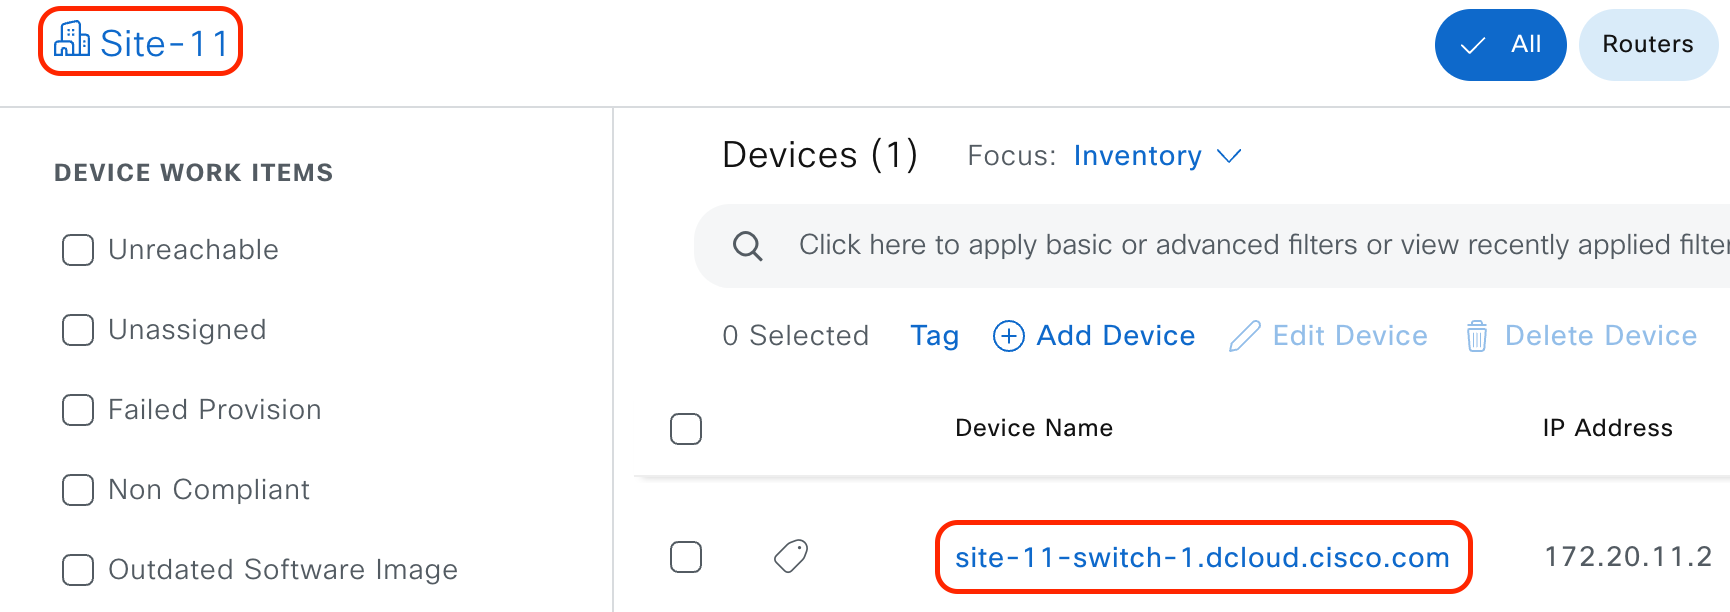 Site-11
All
Routers
DEVICE WORK ITEMS
Unreachable
Unassigned
Failed Provision
Non Compliant
Outdated Software Image
Devices (1) Focus: Inventory
Click here to apply basic or advanced filters or view recently applied filter
0 Selected Tag Add Device Edit Device Delete Device
Device Name IP Address
site-11-switch-1.dcloud.cisco.com 172.20.11.2